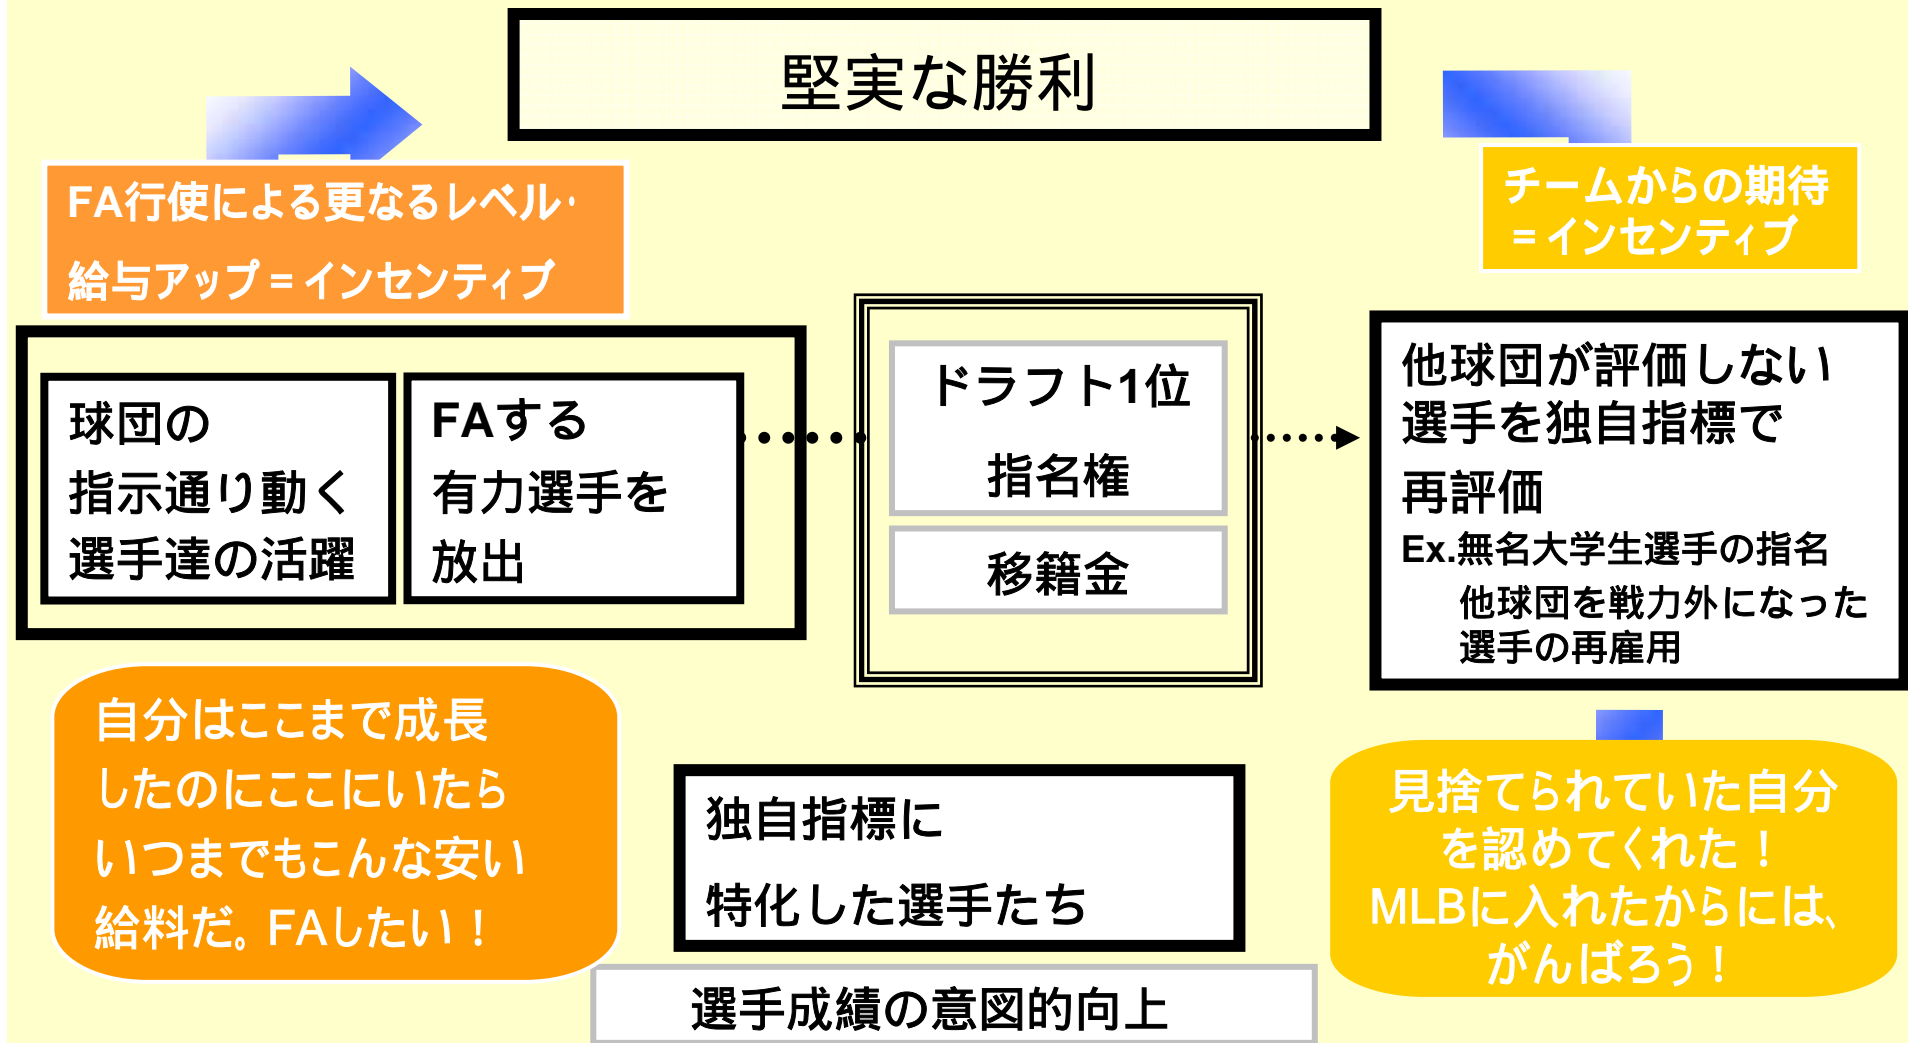 堅実な勝利
FA行使による更なるレベル・
給与アップ=インセンティブ
チームからの期待
=インセンティブ
球団の
指示通り動く
選手達の活躍
FAする
有力選手を
放出
ドラフト1位
指名権
移籍金
他球団が評価しない
選手を独自指標で
再評価
Ex.無名大学生選手の指名
他球団を戦力外になった
選手の再雇用
自分はここまで成長
したのにここにいたら
いつまでもこんな安い
給料だ。FAしたい！
独自指標に
特化した選手たち
見捨てられていた自分
を認めてくれた！
MLBに入れたからには、
がんばろう！
選手成績の意図的向上